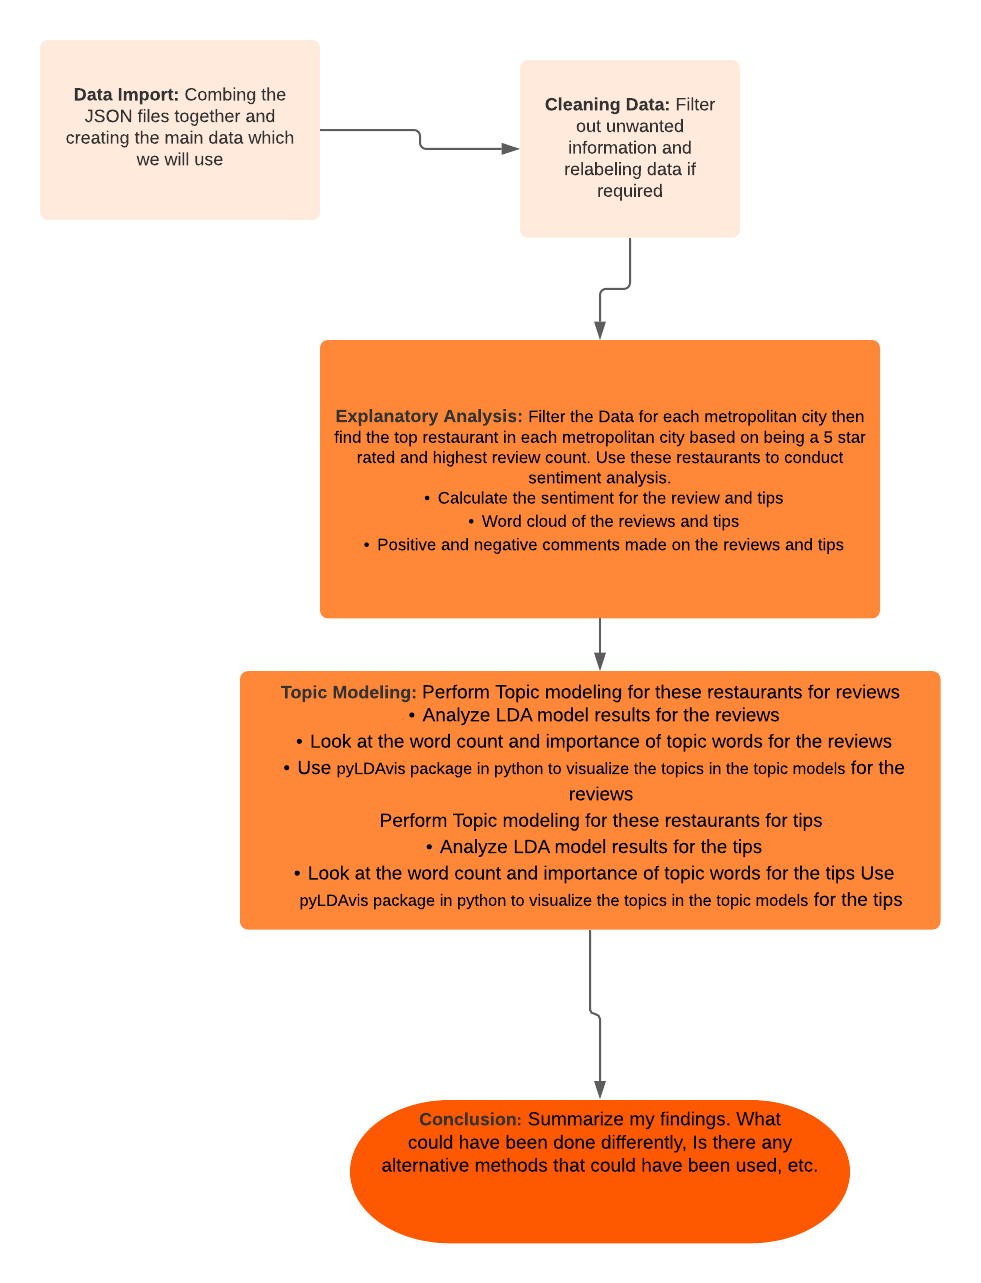 Data Import: Combing the
JSON files together and
creating the main data which
we will use
Cleaning Data: Filter
out unwanted
information and
relabeling data if
required
Explanatory Analysis: Filter the Data for each metropolitan city then
find the top restaurant in each metropolitan city based on being a 5 star
rated and highest review count. Use these restaurants to conduct
sentiment analysis.
• Calculate the sentiment for the review and tips
• Word cloud of the reviews and tips
• Positive and negative comments made on the reviews and tips
Topic Modeling: Perform Topic modeling for these restaurants for reviews
• Analyze LDA model results for the reviews
• Look at the word count and importance of topic words for the reviews
• Use pyLDAvis package in python to visualize the topics in the topic models for the
reviews
Perform Topic modeling for these restaurants for tips
• Analyze LDA model results for the tips
• Look at the word count and importance of topic words for the tips Use
pyLDAvis package in python to visualize the topics in the topic models for the tips
Conclusion: Summarize my findings. What
could have been done differently, Is there any
alternative methods that could have been used, etc.